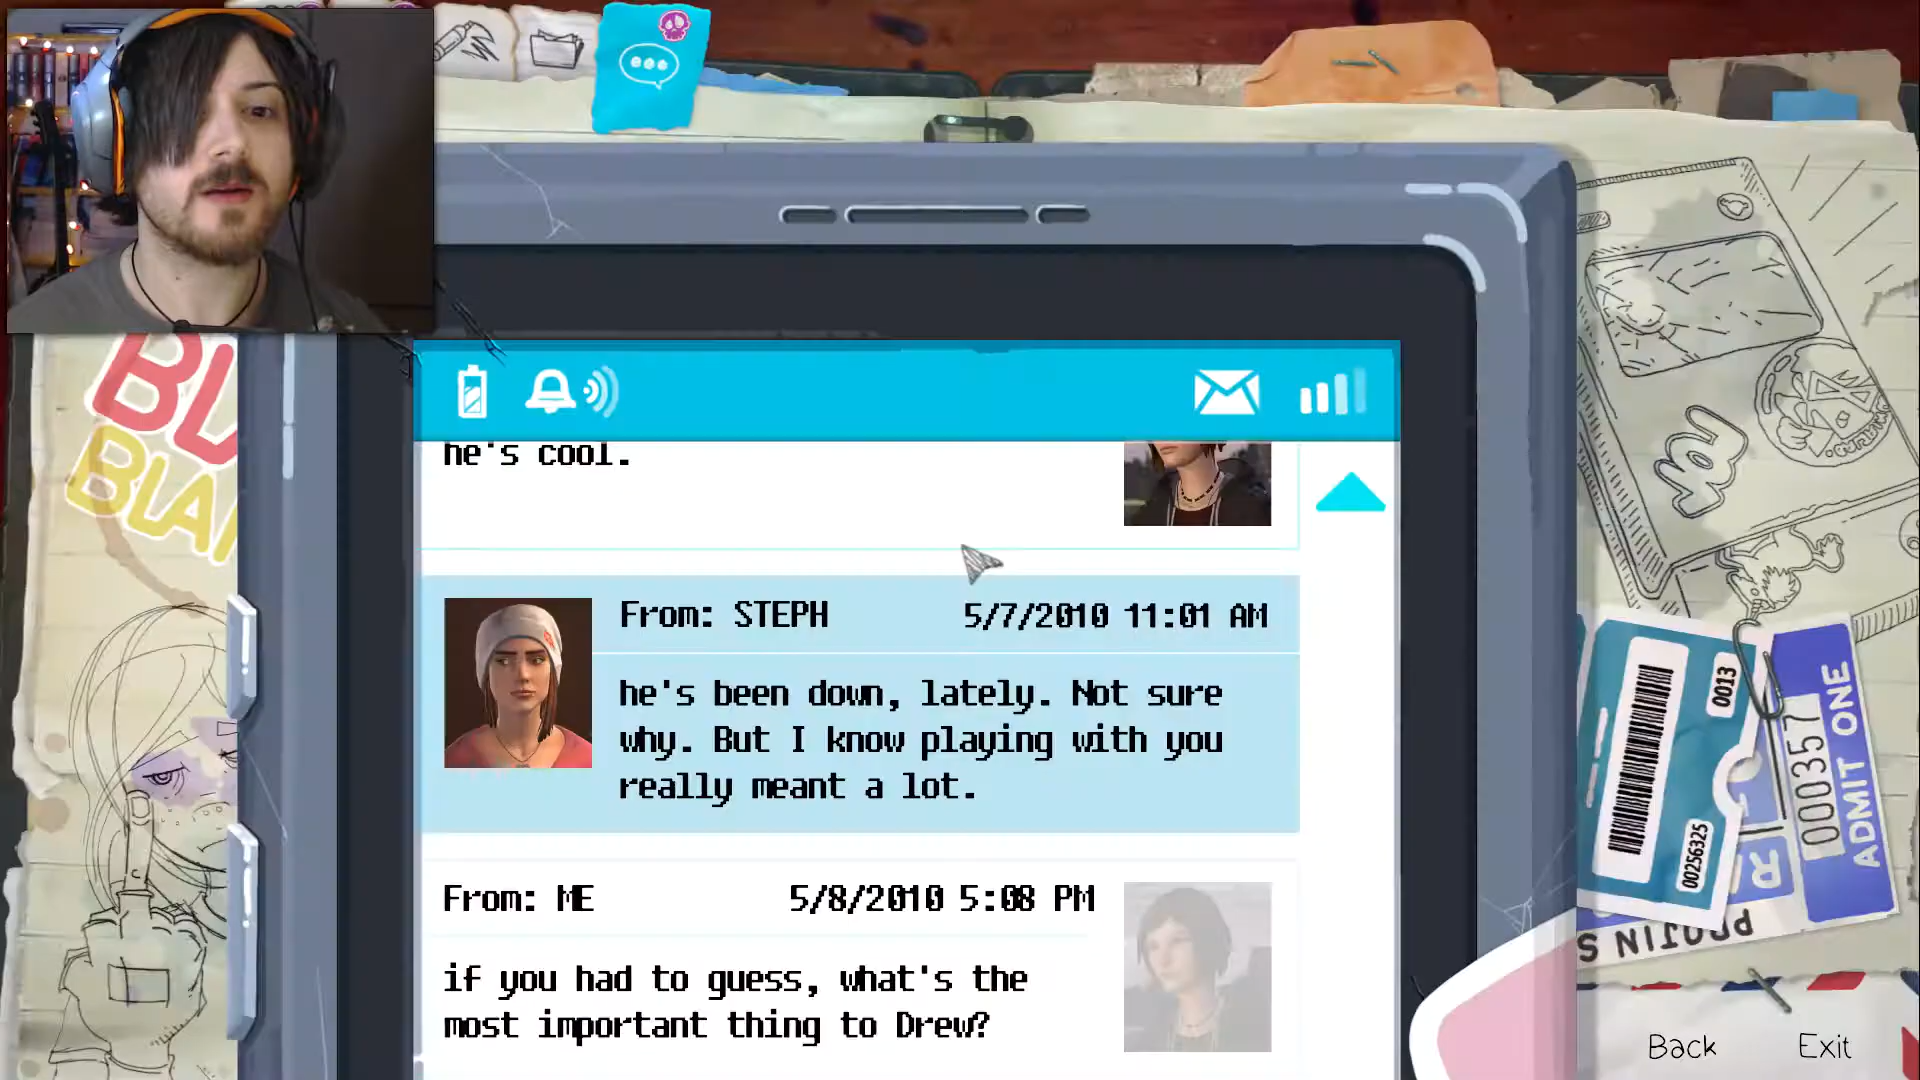 he's cool.
From: STEPH 5/7/2010 11:01 AM
he's been down, lately. Not sure
why. But I know playing with you
really meant a lot.
From: ME 5/8/2010 5:08 PM
if you had to guess, what's the
most important thing to Drew?
BLA
0013
00256325
000357
ADMIT ONE
Back
Exit